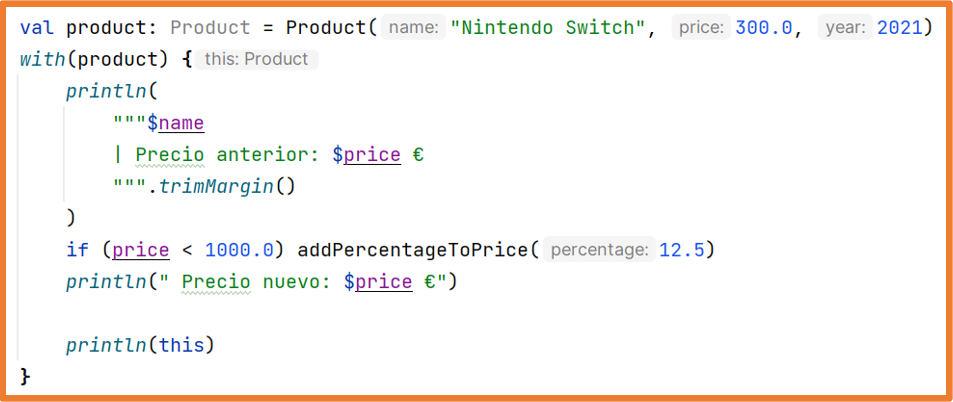 val product: Product = Product( name: "Nintendo Switch", price: 300.0, year: 2021)
with(product) { this: Product
    println(
        """$name
        | Precio anterior: $price €
        """.trimMargin()
    )
    if (price < 1000.0) addPercentageToPrice( percentage: 12.5)
    println(" Precio nuevo: $price €")

    println(this)
}